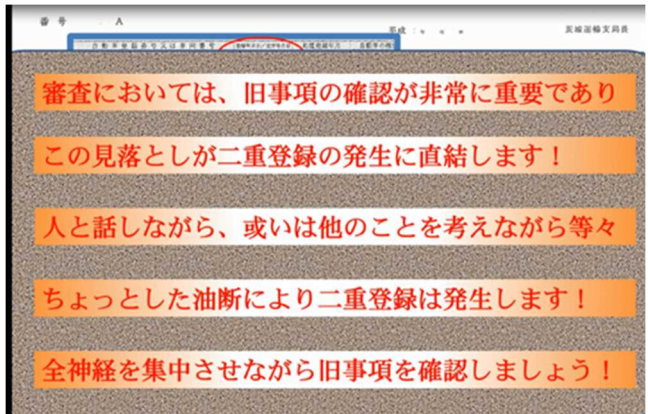 番 号 : A
平成
審査においては、旧事項の確認が非常に重要であり
この見落としが二重登録の発生に直結します！
人と話しながら、或いは他のことを考えながら等々
ちょっとした油断により二重登録は発生します！
全神経を集中させながら旧事項を確認しましょう！